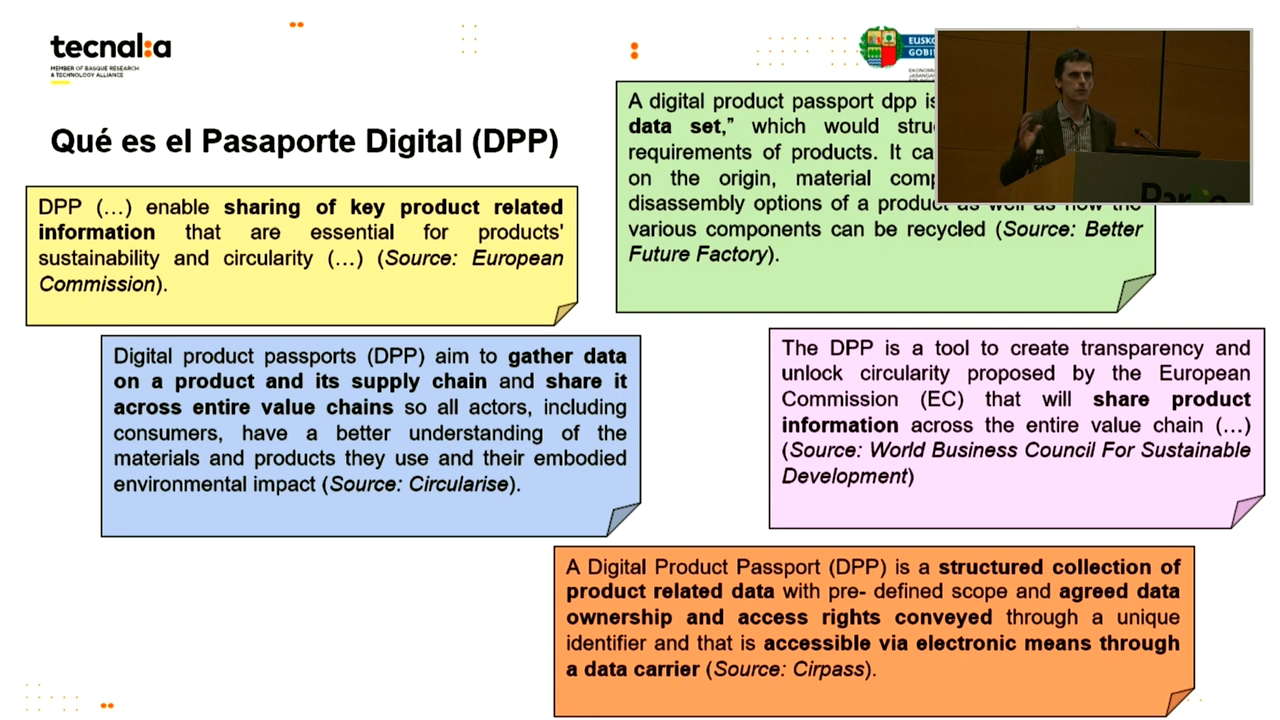 tecnal:a
MEMBER OF BASQUE RESEARCH
& TECHNOLOGY ALLIANCE
EUSKO
GOBI
Qué es el Pasaporte Digital (DPP)
DPP (…) enable sharing of key product related
information that are essential for products'
sustainability and circularity (…) (Source: European
Commission).
A digital product passport dpp is
data set,” which would
requirements of products. It
on the origin, material
disassembly options of a product as well as how the
various components can be recycled (Source: Better
Future Factory).
Digital product passports (DPP) aim to gather data
on a product and its supply chain and share it
across entire value chains so all actors, including
consumers, have a better understanding of the
materials and products they use and their embodied
environmental impact (Source: Circularise).
The DPP is a tool to create transparency and
unlock circularity proposed by the European
Commission (EC) that will share product
information across the entire value chain (…)
(Source: World Business Council For Sustainable
Development)
A Digital Product Passport (DPP) is a structured collection of
product related data with pre- defined scope and agreed data
ownership and access rights conveyed through a unique
identifier and that is accessible via electronic means through
a data carrier (Source: Cirpass).